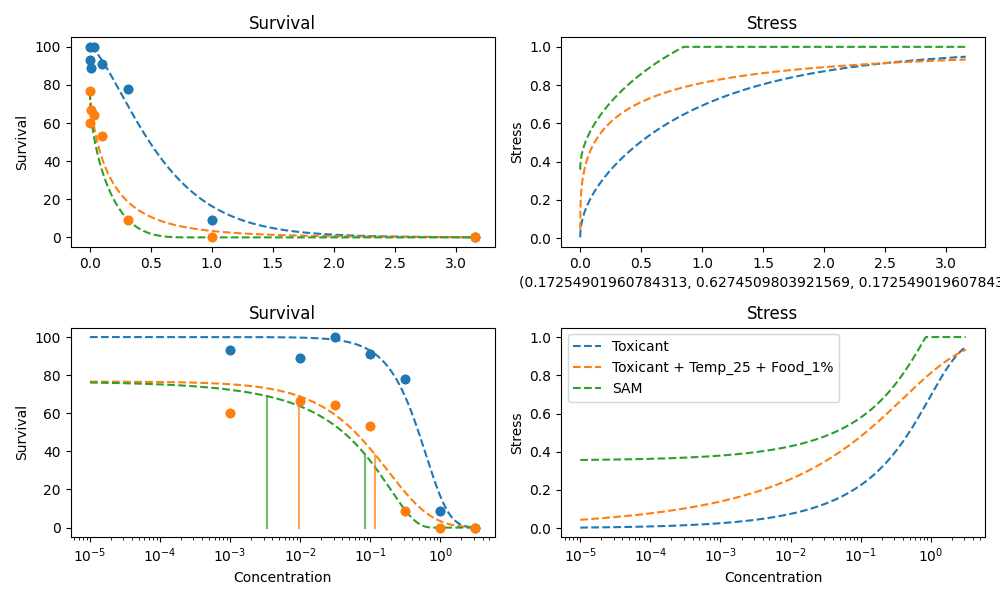 Survival
Survival
100
80
60
40
20
0
0.0 0.5 1.0 1.5 2.0 2.5 3.0
Stress
Stress
1.0
0.8
0.6
0.4
0.2
0.0
0.0 0.5 1.0 1.5 2.0 2.5 3.0
(0.17254901960784313, 0.6274509803921569, 0.172549019607843
Survival
Survival
100
80
60
40
20
0
10⁻⁵ 10⁻⁴ 10⁻³ 10⁻² 10⁻¹ 10⁰
Concentration
Stress
Stress
1.0
0.8
0.6
0.4
0.2
0.0
Toxicant
Toxicant + Temp_25 + Food_1%
SAM
10⁻⁵ 10⁻⁴ 10⁻³ 10⁻² 10⁻¹ 10⁰
Concentration